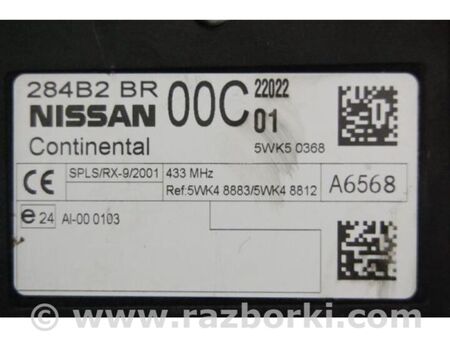 284B2 BR 00C 22022
NISSAN 01
Continental 5WK5 0368
CE SPLS/RX-9/2001 433 MHz
Ref:5WK4 8883/5WK4 8812 A6568
e 24 AI-00 0103
© www.razborki.com